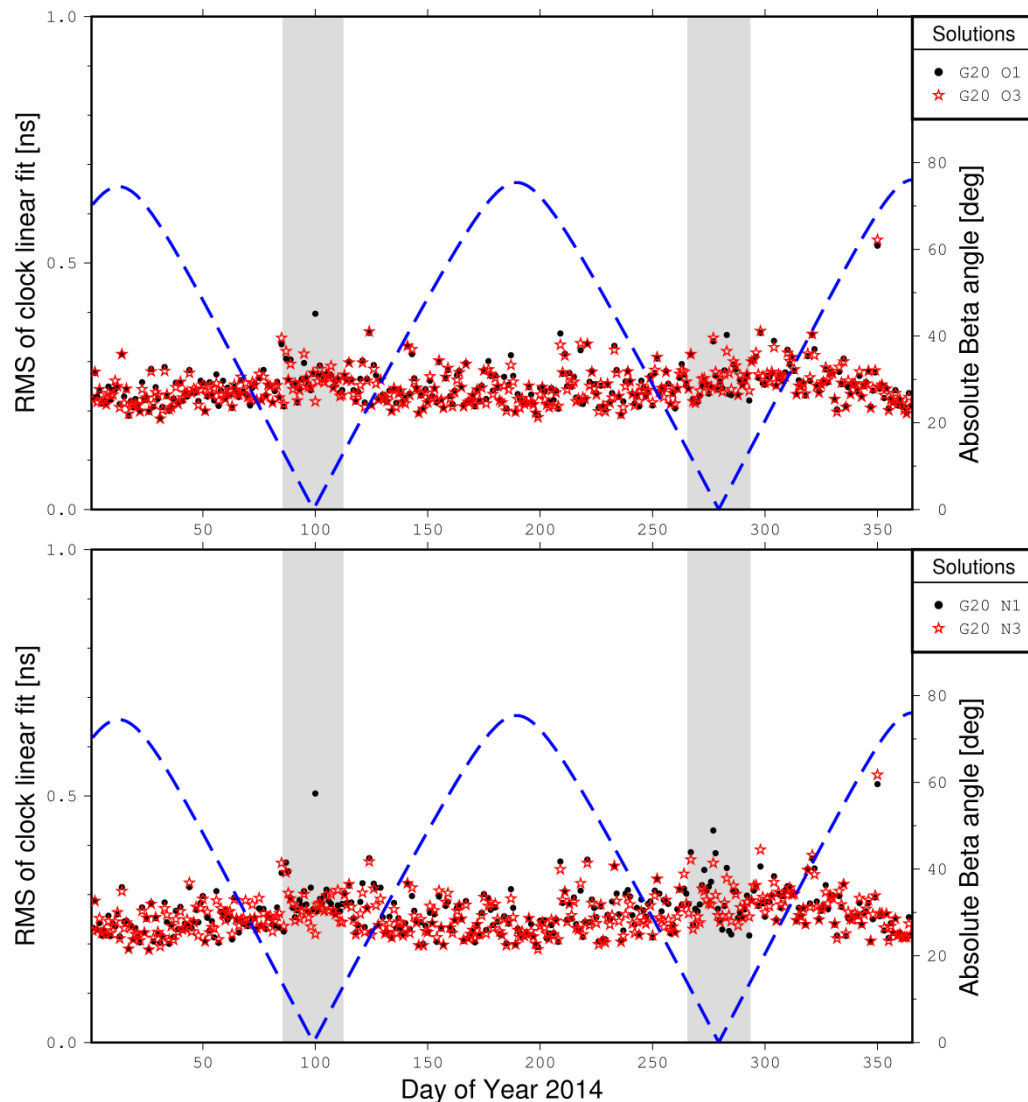 1.0
0.5
0.0
RMS of clock linear fit [ns]
50 100 150 200 250 300 350
Solutions
G20 O1
G20 O3
80
60
40
20
0
Absolute Beta angle [deg]
1.0
0.5
0.0
RMS of clock linear fit [ns]
50 100 150 200 250 300 350
Day of Year 2014
Solutions
G20 N1
G20 N3
80
60
40
20
0
Absolute Beta angle [deg]